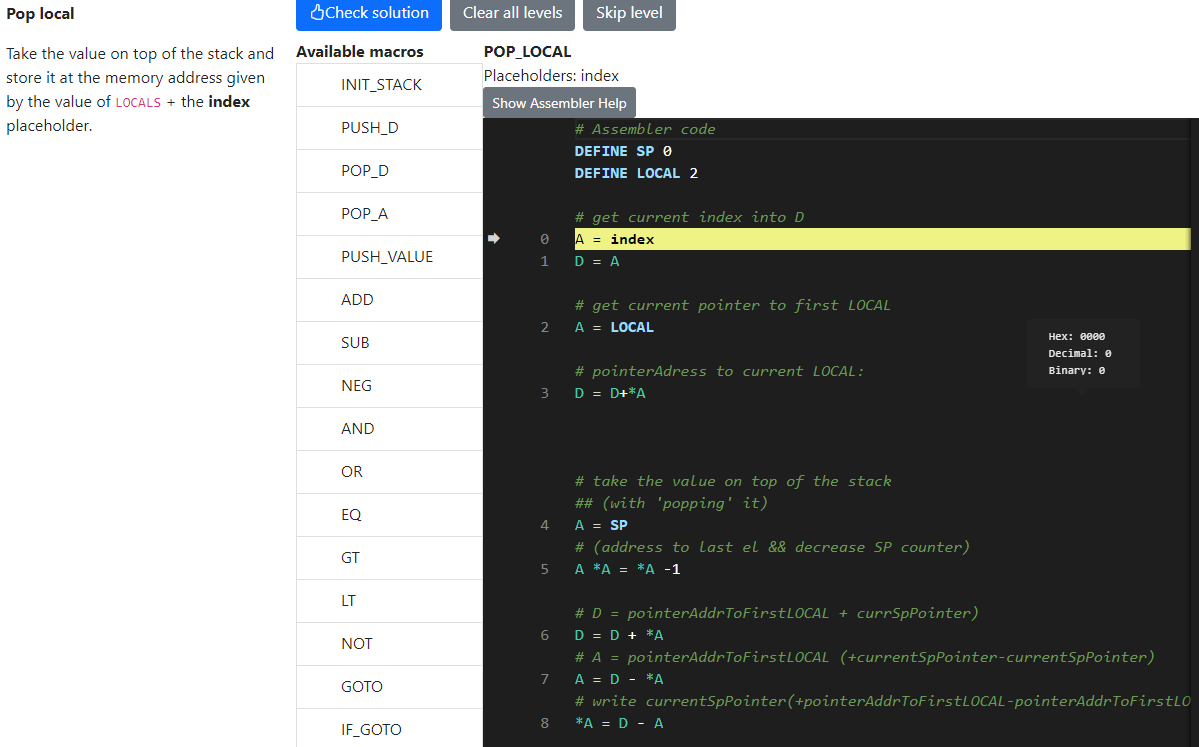 Pop local
Take the value on top of the stack and
store it at the memory address given
by the value of LOCALS + the index
placeholder.
Check solution
Clear all levels
Skip level
Available macros
INIT_STACK
PUSH_D
POP_D
POP_A
PUSH_VALUE
ADD
SUB
NEG
AND
OR
EQ
GT
LT
NOT
GOTO
IF_GOTO
POP_LOCAL
Placeholders: index
Show Assembler Help
# Assembler code
DEFINE SP 0
DEFINE LOCAL 2
# get current index into D
0 A = index
1 D = A
# get current pointer to first LOCAL
2 A = LOCAL
# pointerAdress to current LOCAL:
3 D = D+*A
# take the value on top of the stack
## (with 'popping' it)
4 A = SP
# (address to last el && decrease SP counter)
5 A *A = *A -1
# D = pointerAddrToFirstLOCAL + currSpPointer)
6 D = D + *A
# A = pointerAddrToFirstLOCAL (+currentSpPointer-currentSpPointer)
7 A = D - *A
# write currentSpPointer(+pointerAddrToFirstLOCAL-pointerAddrToFirstLO
8 *A = D - A
Hex: 0000
Decimal: 0
Binary: 0